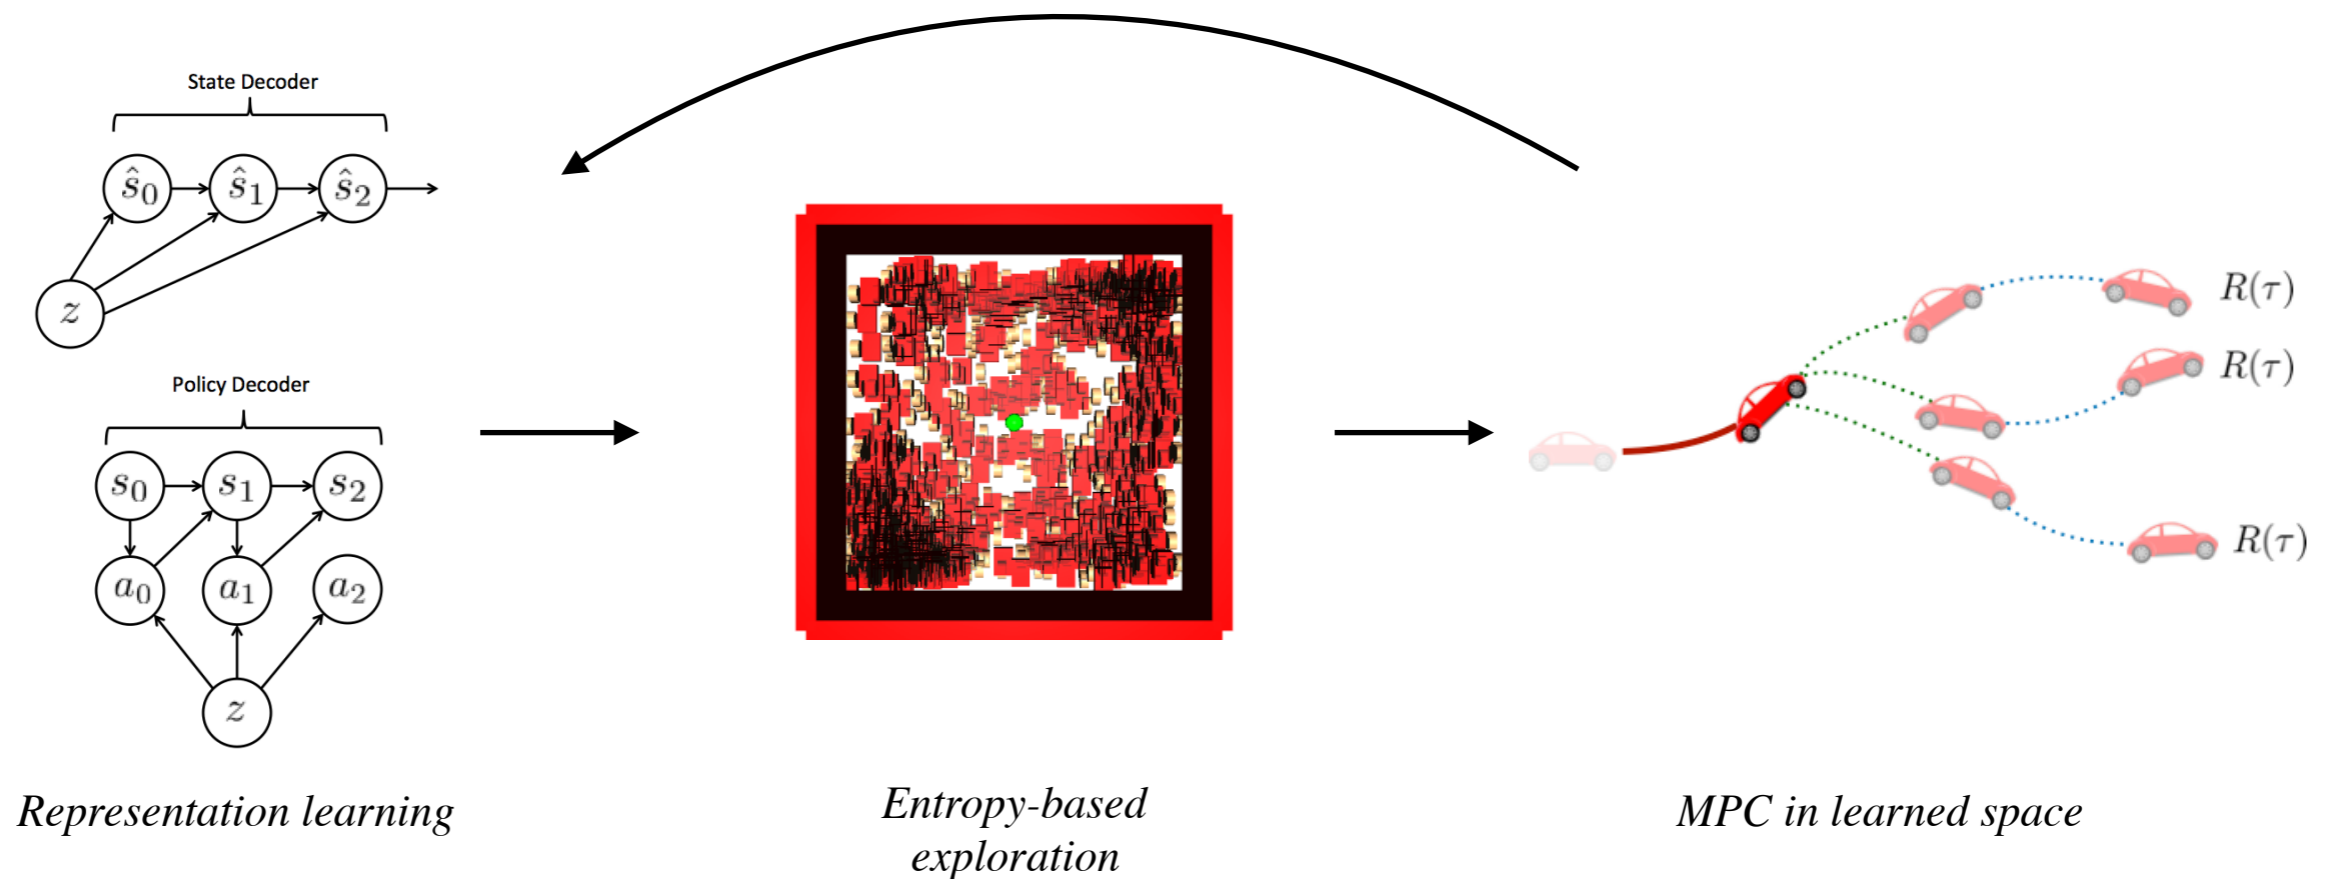 State Decoder
ŝ₀ ŝ₁ ŝ₂
z
Policy Decoder
s₀ s₁ s₂
a₀ a₁ a₂
z
Representation learning
Entropy-based
exploration
R(τ)
R(τ)
R(τ)
MPC in learned space